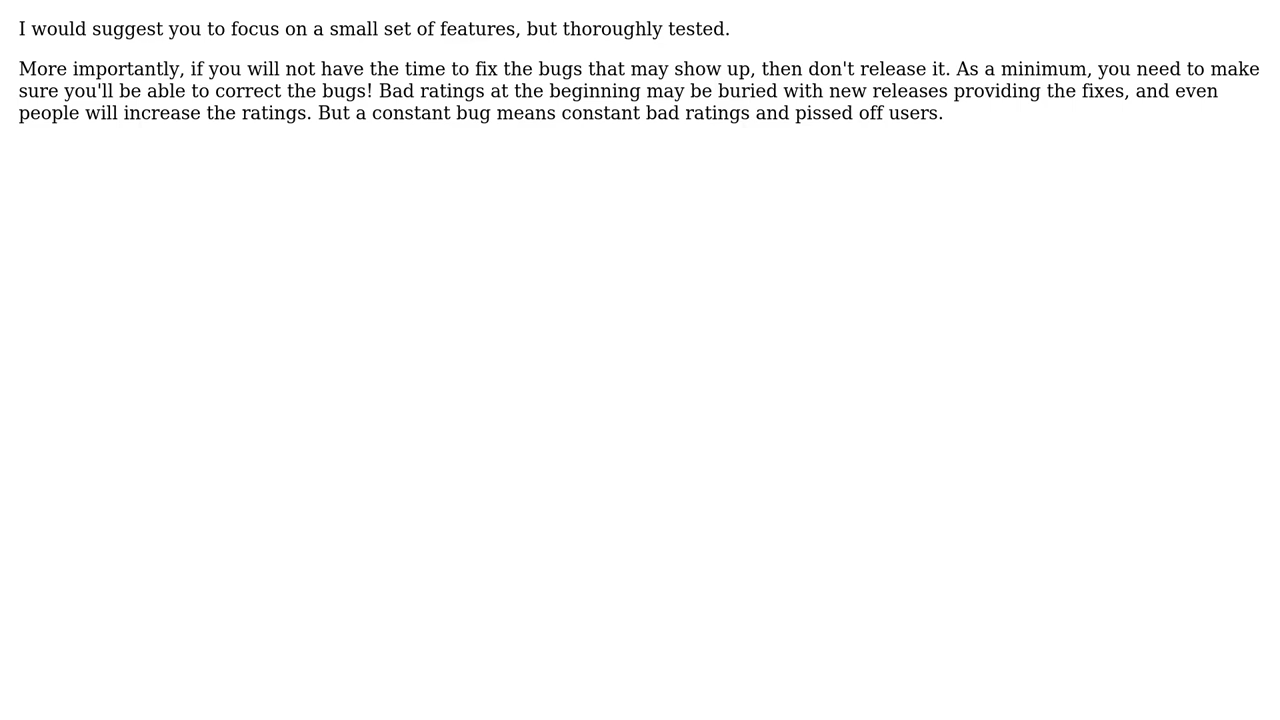 I would suggest you to focus on a small set of features, but thoroughly tested.
More importantly, if you will not have the time to fix the bugs that may show up, then don't release it. As a minimum, you need to make
sure you'll be able to correct the bugs! Bad ratings at the beginning may be buried with new releases providing the fixes, and even
people will increase the ratings. But a constant bug means constant bad ratings and pissed off users.